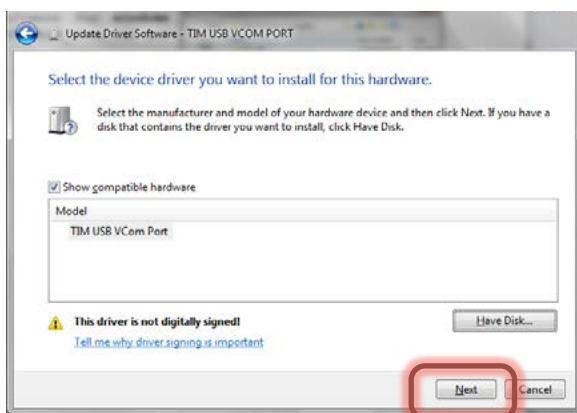 Update Driver Software - TIM USB VCOM PORT
Select the device driver you want to install for this hardware.
Select the manufacturer and model of your hardware device and then click Next. If you have a
disk that contains the driver you want to install, click Have Disk.
Show compatible hardware
Model
TIM USB VCom Port
This driver is not digitally signed!
Have Disk...
Tell me why driver signing is important
Next
Cancel